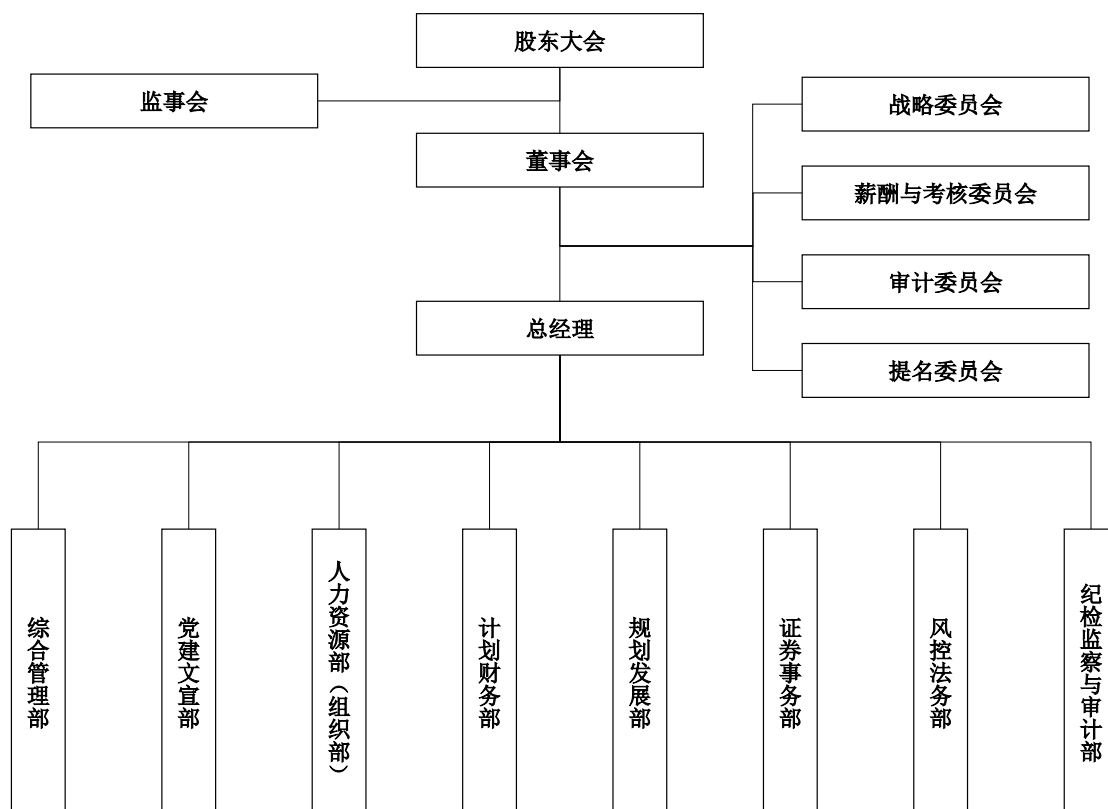 股东大会
监事会
战略委员会
董事会
薪酬与考核委员会
审计委员会
总经理
提名委员会
综合管理部
党建文宣部
人力资源部（组织部）
计划财务部
规划发展部
证券事务部
风控法务部
纪检监察与审计部